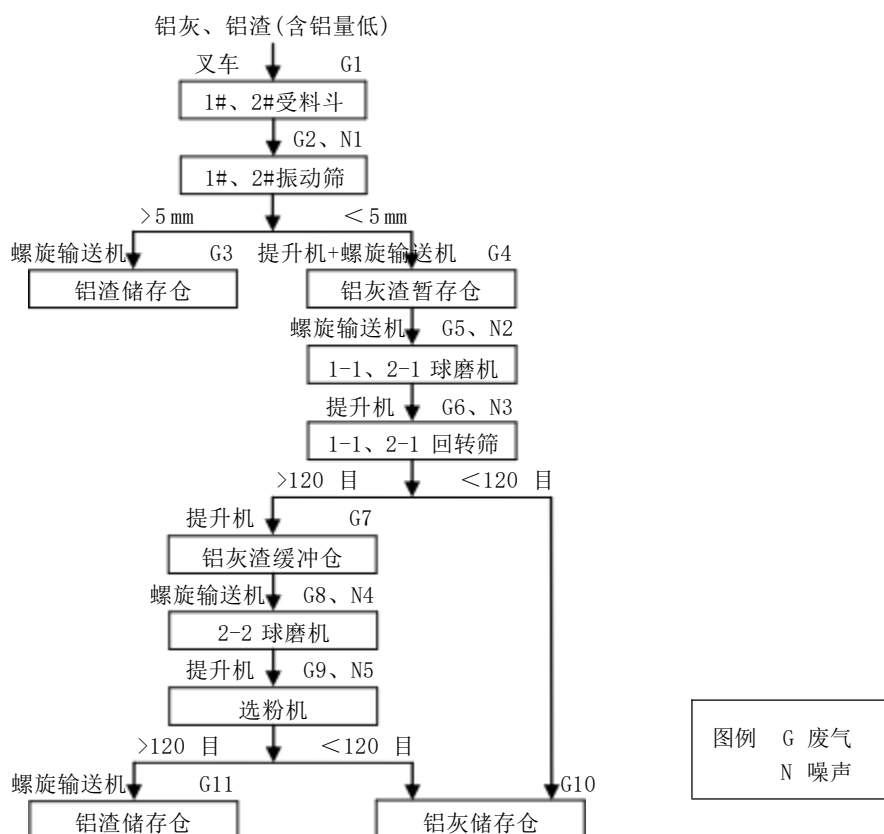 铝灰、铝渣(含铝量低)
叉车 G1
1#、2#受料斗
G2、N1
1#、2#振动筛
>5mm <5mm
螺旋输送机 G3 提升机+螺旋输送机 G4
铝渣储存仓 铝灰渣暂存仓
螺旋输送机 G5、N2
1-1、2-1 球磨机
提升机 G6、N3
1-1、2-1 回转筛
>120 目 <120 目
提升机 G7
铝灰渣缓冲仓
螺旋输送机 G8、N4
2-2 球磨机
提升机 G9、N5
选粉机
>120 目 <120 目
螺旋输送机 G11 G10
铝渣储存仓 铝灰储存仓
图例 G 废气
N 噪声